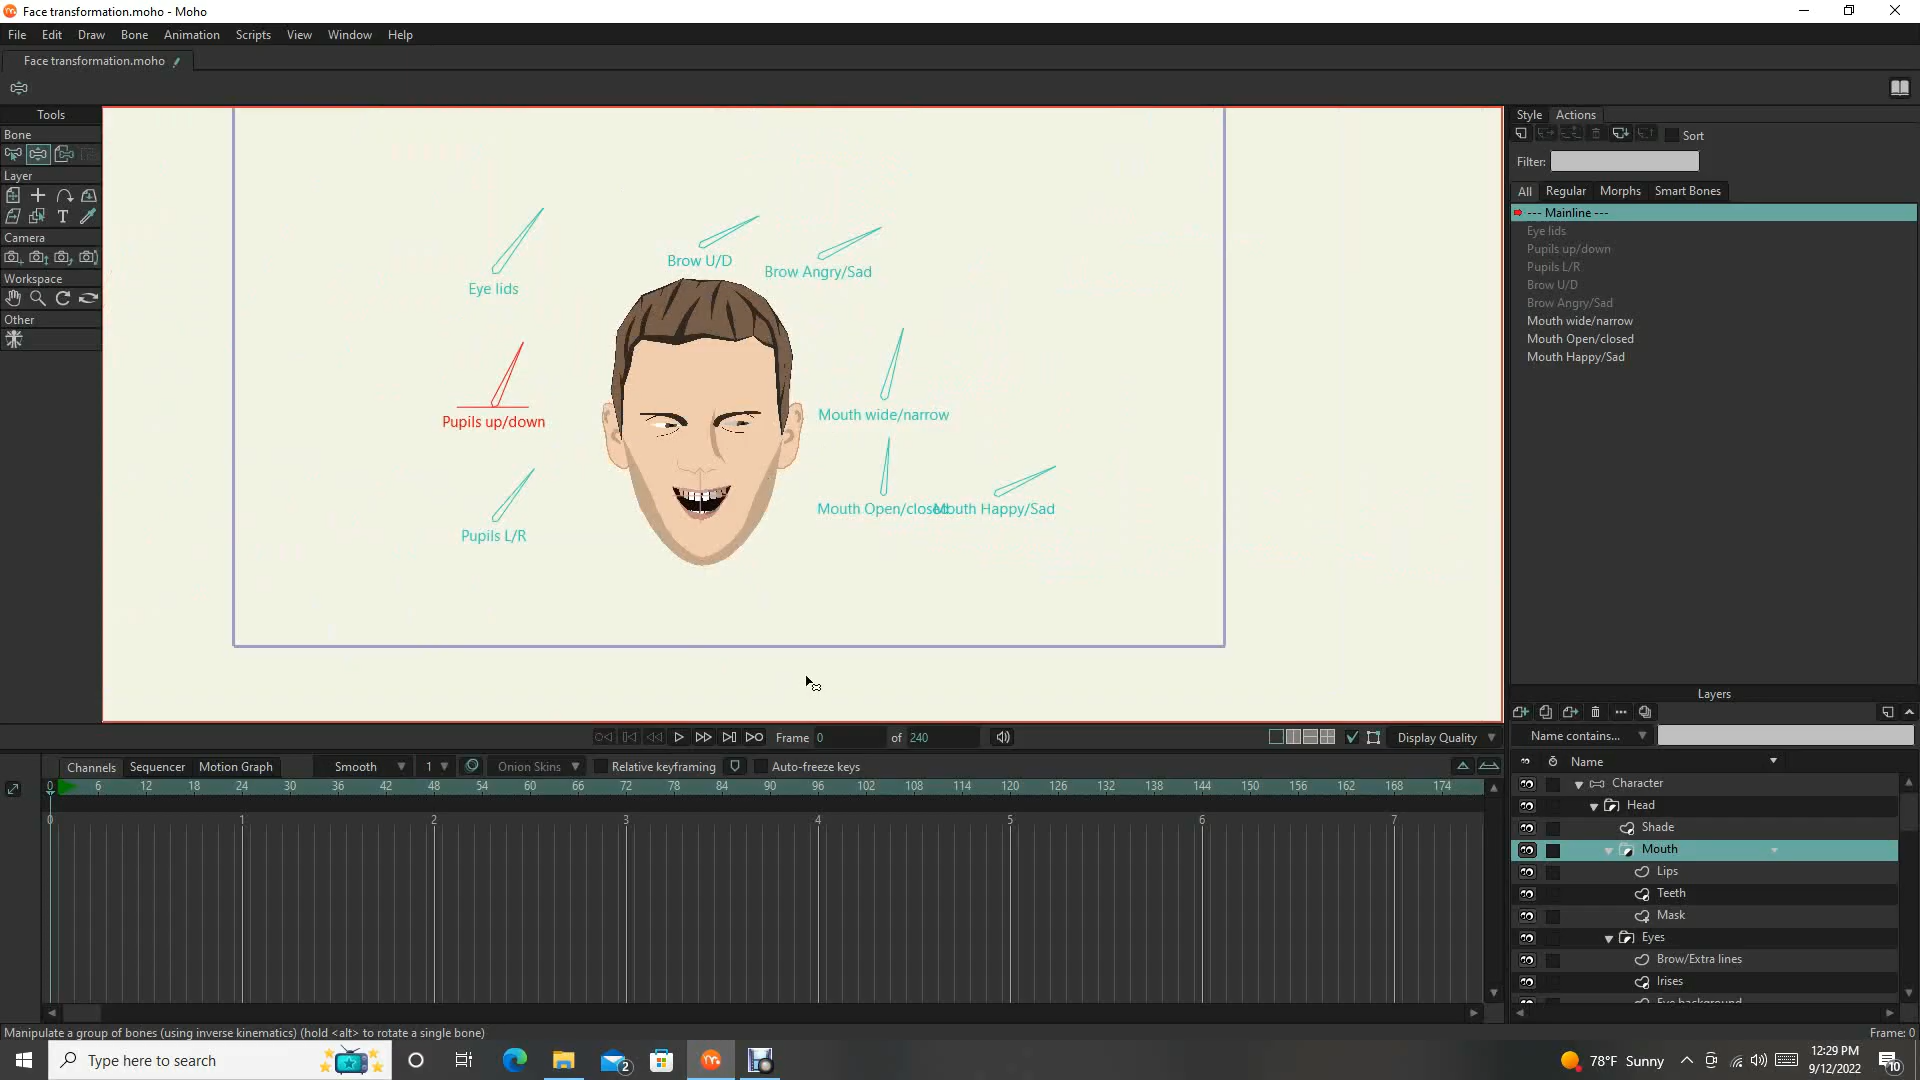 Face transformation.moho - Moho
File Edit Draw Bone Animation Scripts View Window Help
Face transformation.moho
Tools
Bone
Layer
Camera
Workspace
Other
Eye lids
Brow U/D
Brow Angry/Sad
Pupils up/down
Mouth wide/narrow
Pupils L/R
Mouth Open/closed
Mouth Happy/Sad
Style Actions
Sort
Filter:
All Regular Morphs Smart Bones
--- Mainline ---
Eye lids
Pupils up/down
Pupils L/R
Brow U/D
Brow Angry/Sad
Mouth wide/narrow
Mouth Open/closed
Mouth Happy/Sad
Layers
Name contains...
Name
Character
Head
Shade
Mouth
Lips
Teeth
Mask
Eyes
Brow/Extra lines
Irises
Eye background
Frame 0 of 240
Display Quality
Channels Sequencer Motion Graph Smooth 1 Onion Skins Relative keyframing Auto-freeze keys
0 6 12 18 24 30 36 42 48 54 60 66 72 78 84 90 96 102 108 114 120 126 132 138 144 150 156 162 168 174
0 1 2 3 4 5 6 7
Manipulate a group of bones (using inverse kinematics) (hold <alt> to rotate a single bone)
Frame: 0
Type here to search
2
78°F Sunny
12:29 PM
9/12/2022
10